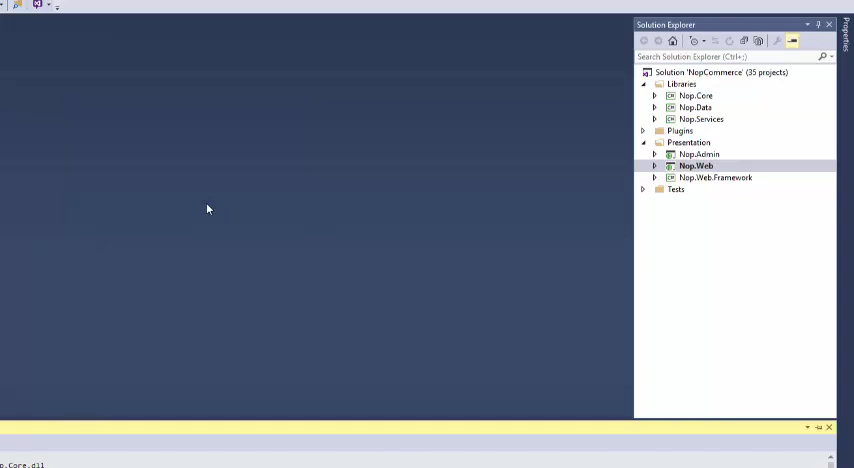 Solution Explorer
Search Solution Explorer (Ctrl+;)
Solution 'NopCommerce' (35 projects)
Libraries
Nop.Core
Nop.Data
Nop.Services
Plugins
Presentation
Nop.Admin
Nop.Web
Nop.Web.Framework
Tests
Properties
p.Core.dll